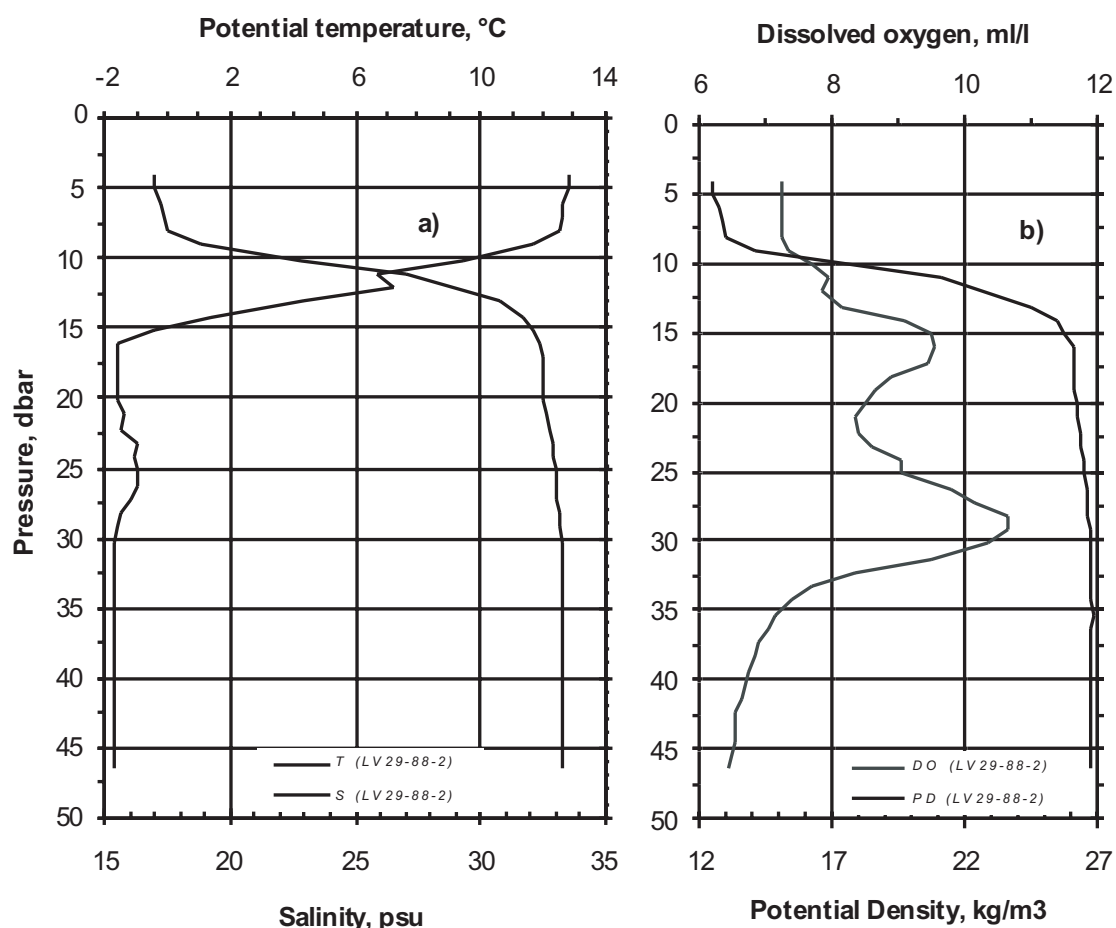 Potential temperature, °C
-2 2 6 10 14
0
5
10
15
20
25
30
35
40
45
50
Pressure, dbar
a)
T (LV29-88-2)
S (LV29-88-2)
15 20 25 30 35
Salinity, psu
Dissolved oxygen, ml/l
6 8 10 12
0
5
10
15
20
25
30
35
40
45
50
b)
DO (LV29-88-2)
PD (LV29-88-2)
12 17 22 27
Potential Density, kg/m3